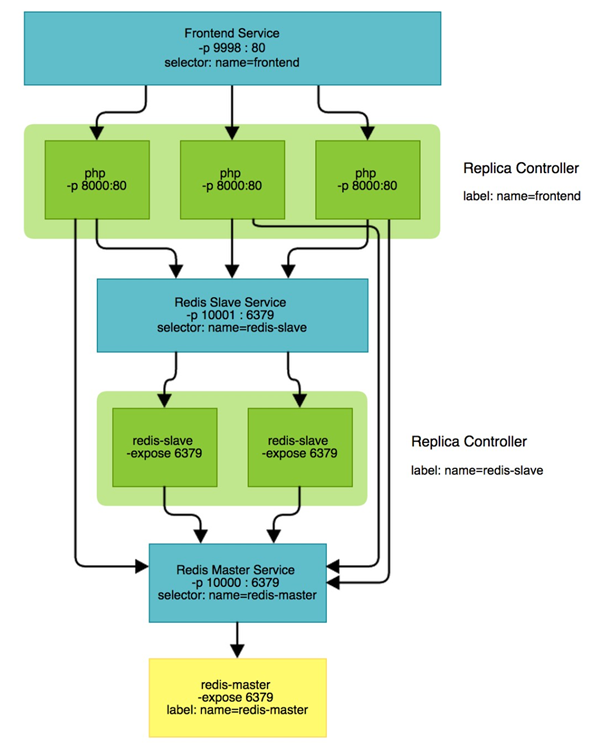 Frontend Service
-p 9998 : 80
selector: name=frontend
php
-p 8000:80
php
-p 8000:80
php
-p 8000:80
Replica Controller
label: name=frontend
Redis Slave Service
-p 10001 : 6379
selector: name=redis-slave
redis-slave
-expose 6379
redis-slave
-expose 6379
Replica Controller
label: name=redis-slave
Redis Master Service
-p 10000 : 6379
selector: name=redis-master
redis-master
-expose 6379
label: name=redis-master